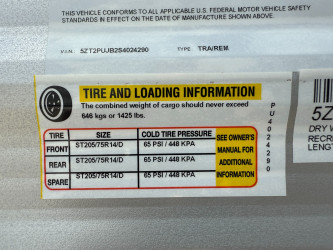 THIS VEHICLE CONFORMS TO ALL APPLICABLE U.S. FEDERAL MOTOR VEHICLE SAFETY
STANDARDS IN EFFECT ON THE DATE OF MANUFACTURE SHOWN ABOVE.
V.I.N. 5ZT2PUJB2S4024290 TYPE: TRA/REM
TIRE AND LOADING INFORMATION
The combined weight of cargo should never exceed
646 kgs or 1425 lbs.
TIRE SIZE COLD TIRE PRESSURE SEE OWNER'S MANUAL FOR ADDITIONAL INFORMATION
FRONT ST205/75R14/D 65 PSI / 448 KPA
REAR ST205/75R14/D 65 PSI / 448 KPA
SPARE ST205/75R14/D 65 PSI / 448 KPA
PU4024290
5Z
DRY W
RECRE
LENGT